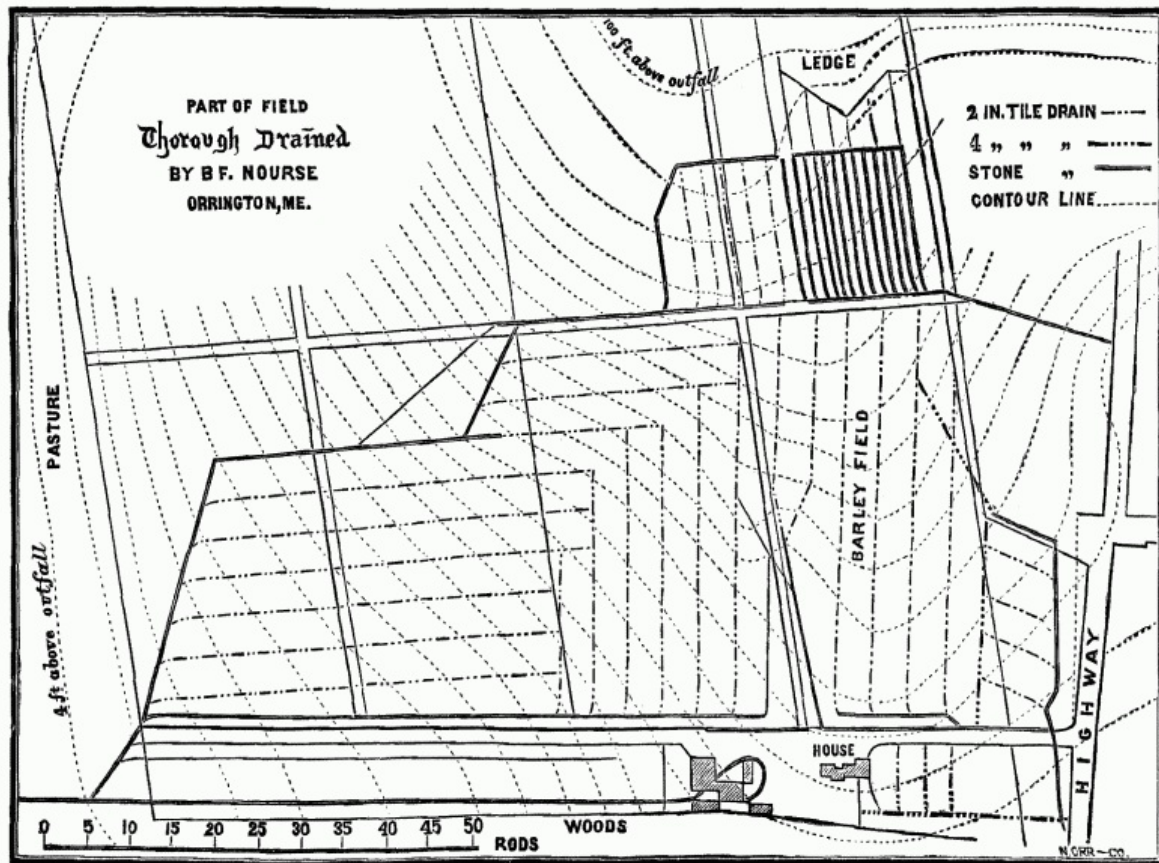 100 ft. above outfall
LEDGE
PART OF FIELD
Thorough Drained
BY B F. NOURSE
ORRINGTON, ME.
2 IN. TILE DRAIN
4 „ „ „
STONE „
CONTOUR LINE
PASTURE
4 ft above outfall
BARLEY FIELD
HIGHWAY
HOUSE
0 5 10 15 20 25 30 35 40 45 50
RODS
WOODS
N. ORR—CO.